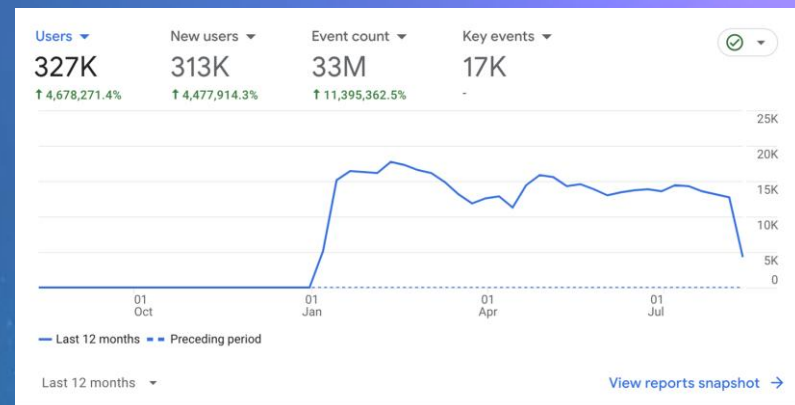 Users New users Event count Key events
327K 313K 33M 17K
↑ 4,678,271.4% ↑ 4,477,914.3% ↑ 11,395,362.5% -
25K
20K
15K
10K
5K
0
01 01 01 01
Oct Jan Apr Jul
Last 12 months Preceding period
Last 12 months View reports snapshot →